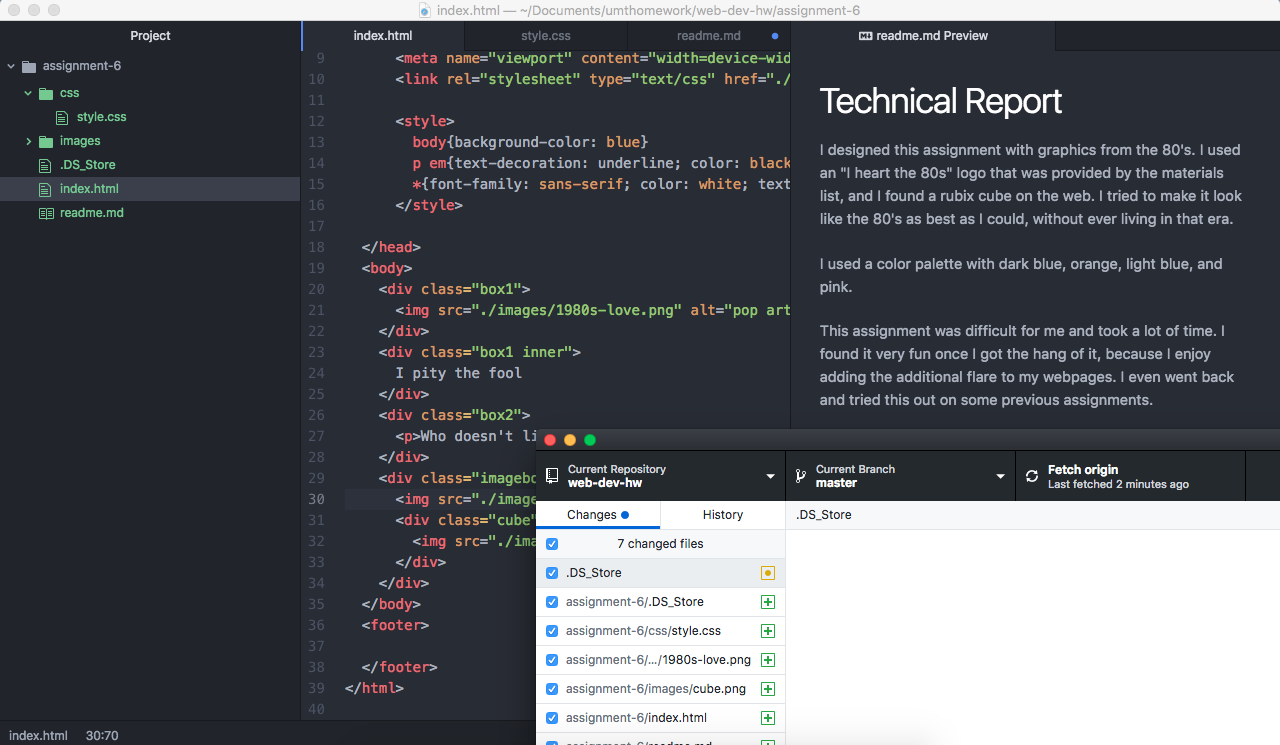 index.html — ~/Documents/umthomework/web-dev-hw/assignment-6
Project
assignment-6
css
style.css
images
.DS_Store
index.html
readme.md
index.html
style.css
readme.md
9 <meta name="viewport" content="width=device-wid
10 <link rel="stylesheet" type="text/css" href="./
11
12 <style>
13 body{background-color: blue}
14 p em{text-decoration: underline; color: black
15 *{font-family: sans-serif; color: white; text
16 </style>
17
18 </head>
19 <body>
20 <div class="box1">
21 <img src="./images/1980s-love.png" alt="pop art
22 </div>
23 <div class="box1 inner">
24 I pity the fool
25 </div>
26 <div class="box2">
27 <p>Who doesn't li
28 </div>
29 <div class="imagebo
30 <img src="./image
31 <div class="cube"
32 <img src="./ima
33 </div>
34 </div>
35 </body>
36 <footer>
37
38 </footer>
39 </html>
40
readme.md Preview
Technical Report
I designed this assignment with graphics from the 80's. I used
an "I heart the 80s" logo that was provided by the materials
list, and I found a rubix cube on the web. I tried to make it look
like the 80's as best as I could, without ever living in that era.
I used a color palette with dark blue, orange, light blue, and
pink.
This assignment was difficult for me and took a lot of time. I
found it very fun once I got the hang of it, because I enjoy
adding the additional flare to my webpages. I even went back
and tried this out on some previous assignments.
Current Repository
web-dev-hw
Current Branch
master
Fetch origin
Last fetched 2 minutes ago
Changes
History
.DS_Store
7 changed files
.DS_Store
assignment-6/.DS_Store
assignment-6/css/style.css
assignment-6/.../1980s-love.png
assignment-6/images/cube.png
assignment-6/index.html
assignment-6/readme.md
index.html 30:70